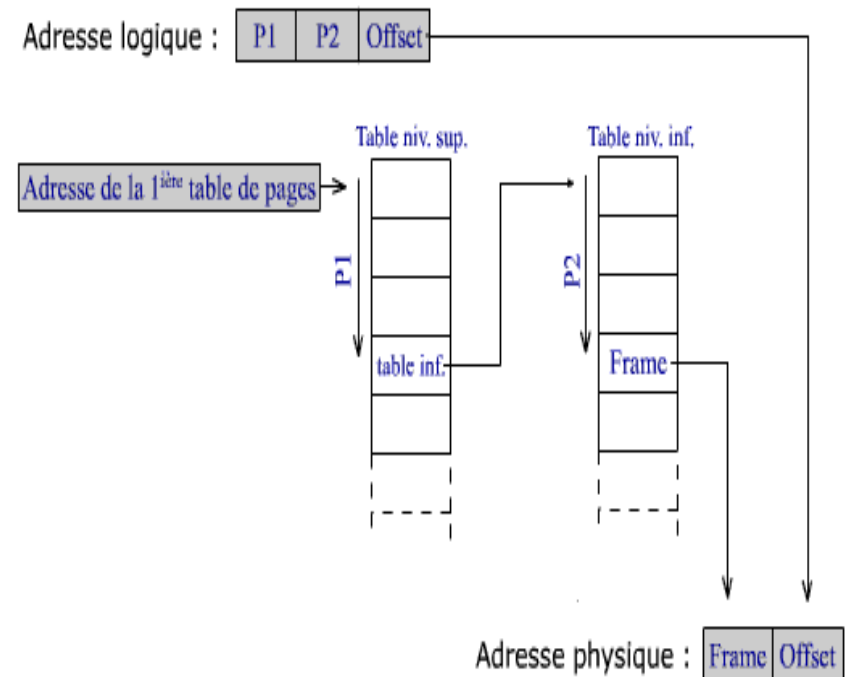 Adresse logique : P1 P2 Offset
Table niv. sup. Table niv. inf.
Adresse de la 1ière table de pages
P1 P2
table inf. Frame
Adresse physique : Frame Offset